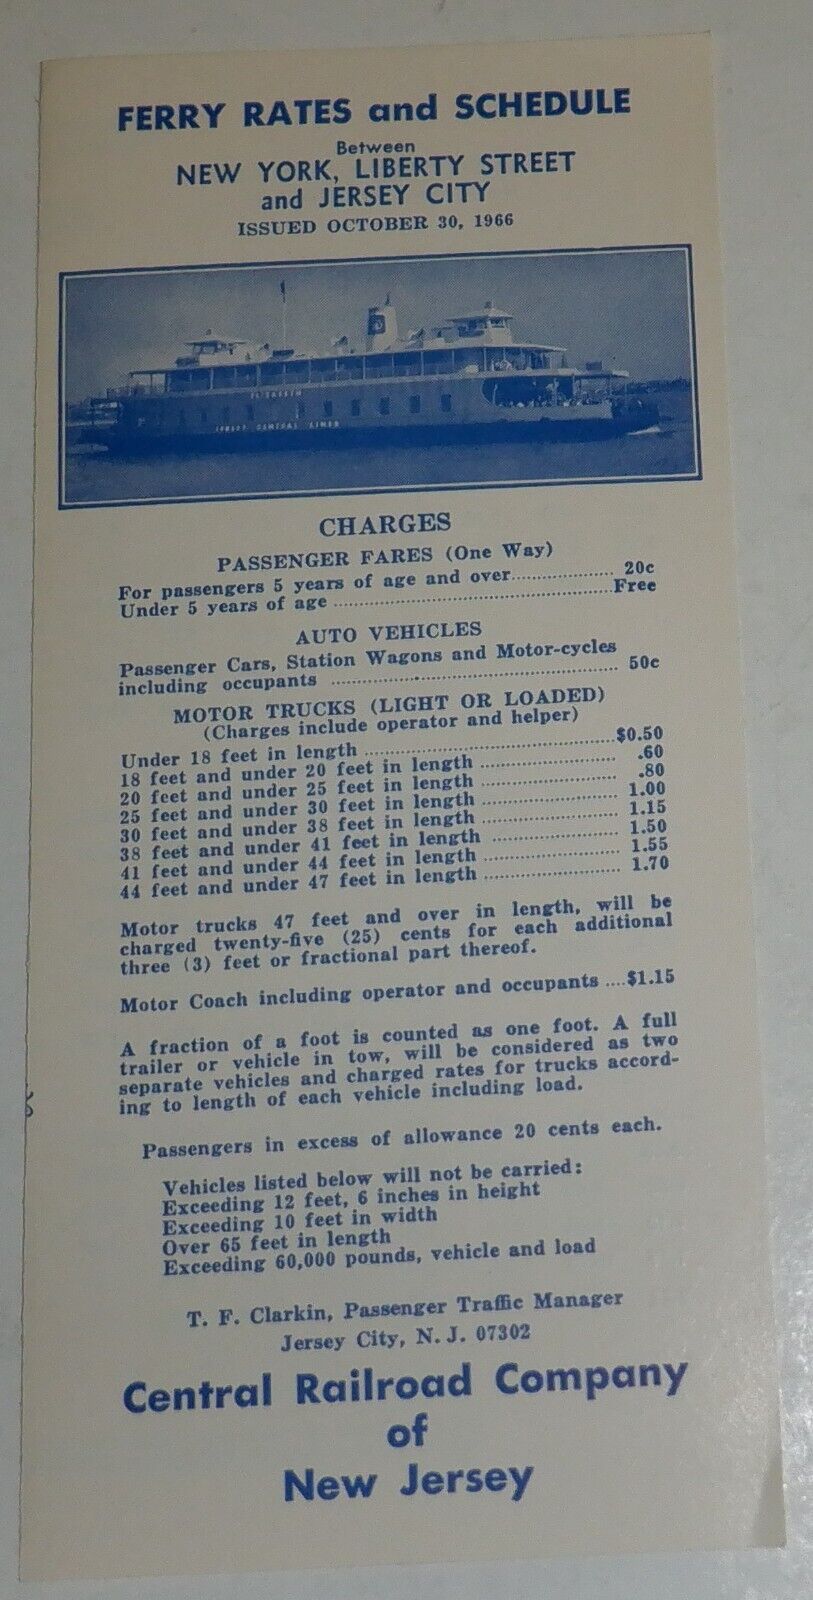 FERRY RATES and SCHEDULE
Between
NEW YORK, LIBERTY STREET
and JERSEY CITY
ISSUED OCTOBER 30, 1966
JERSEY CENTRAL LINES
CHARGES
PASSENGER FARES (One Way)
For passengers 5 years of age and over.................... 20c
Under 5 years of age ......................................................Free
AUTO VEHICLES
Passenger Cars, Station Wagons and Motor-cycles
including occupants ........................................................ 50c
MOTOR TRUCKS (LIGHT OR LOADED)
(Charges include operator and helper)
Under 18 feet in length .................................................$0.50
18 feet and under 20 feet in length ........................... .60
20 feet and under 25 feet in length ........................... .80
25 feet and under 30 feet in length ........................... 1.00
30 feet and under 38 feet in length ........................... 1.15
38 feet and under 41 feet in length ......................... 1.50
41 feet and under 44 feet in length ........................... 1.55
44 feet and under 47 feet in length ........................... 1.70
Motor trucks 47 feet and over in length, will be
charged twenty-five (25) cents for each additional
three (3) feet or fractional part thereof.
Motor Coach including operator and occupants ....$1.15
A fraction of a foot is counted as one foot. A full
trailer or vehicle in tow, will be considered as two
separate vehicles and charged rates for trucks accord-
ing to length of each vehicle including load.
Passengers in excess of allowance 20 cents each.
Vehicles listed below will not be carried:
Exceeding 12 feet, 6 inches in height
Exceeding 10 feet in width
Over 65 feet in length
Exceeding 60,000 pounds, vehicle and load
T. F. Clarkin, Passenger Traffic Manager
Jersey City, N. J. 07302
Central Railroad Company
of
New Jersey